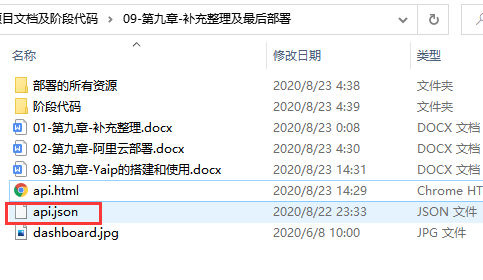 项目文档及阶段代码 › 09-第九章-补充整理及最后部署
名称 修改日期 类型
部署的所有资源 2020/8/23 4:38 文件夹
阶段代码 2020/8/23 4:39 文件夹
01-第九章-补充整理.docx 2020/8/23 0:08 DOCX 文档
02-第九章-阿里云部署.docx 2020/8/23 4:30 DOCX 文档
03-第九章-Yaip的搭建和使用.docx 2020/8/23 14:31 DOCX 文档
api.html 2020/8/23 14:29 Chrome HT
api.json 2020/8/22 23:33 JSON 文件
dashboard.jpg 2020/6/8 10:00 JPG 文件